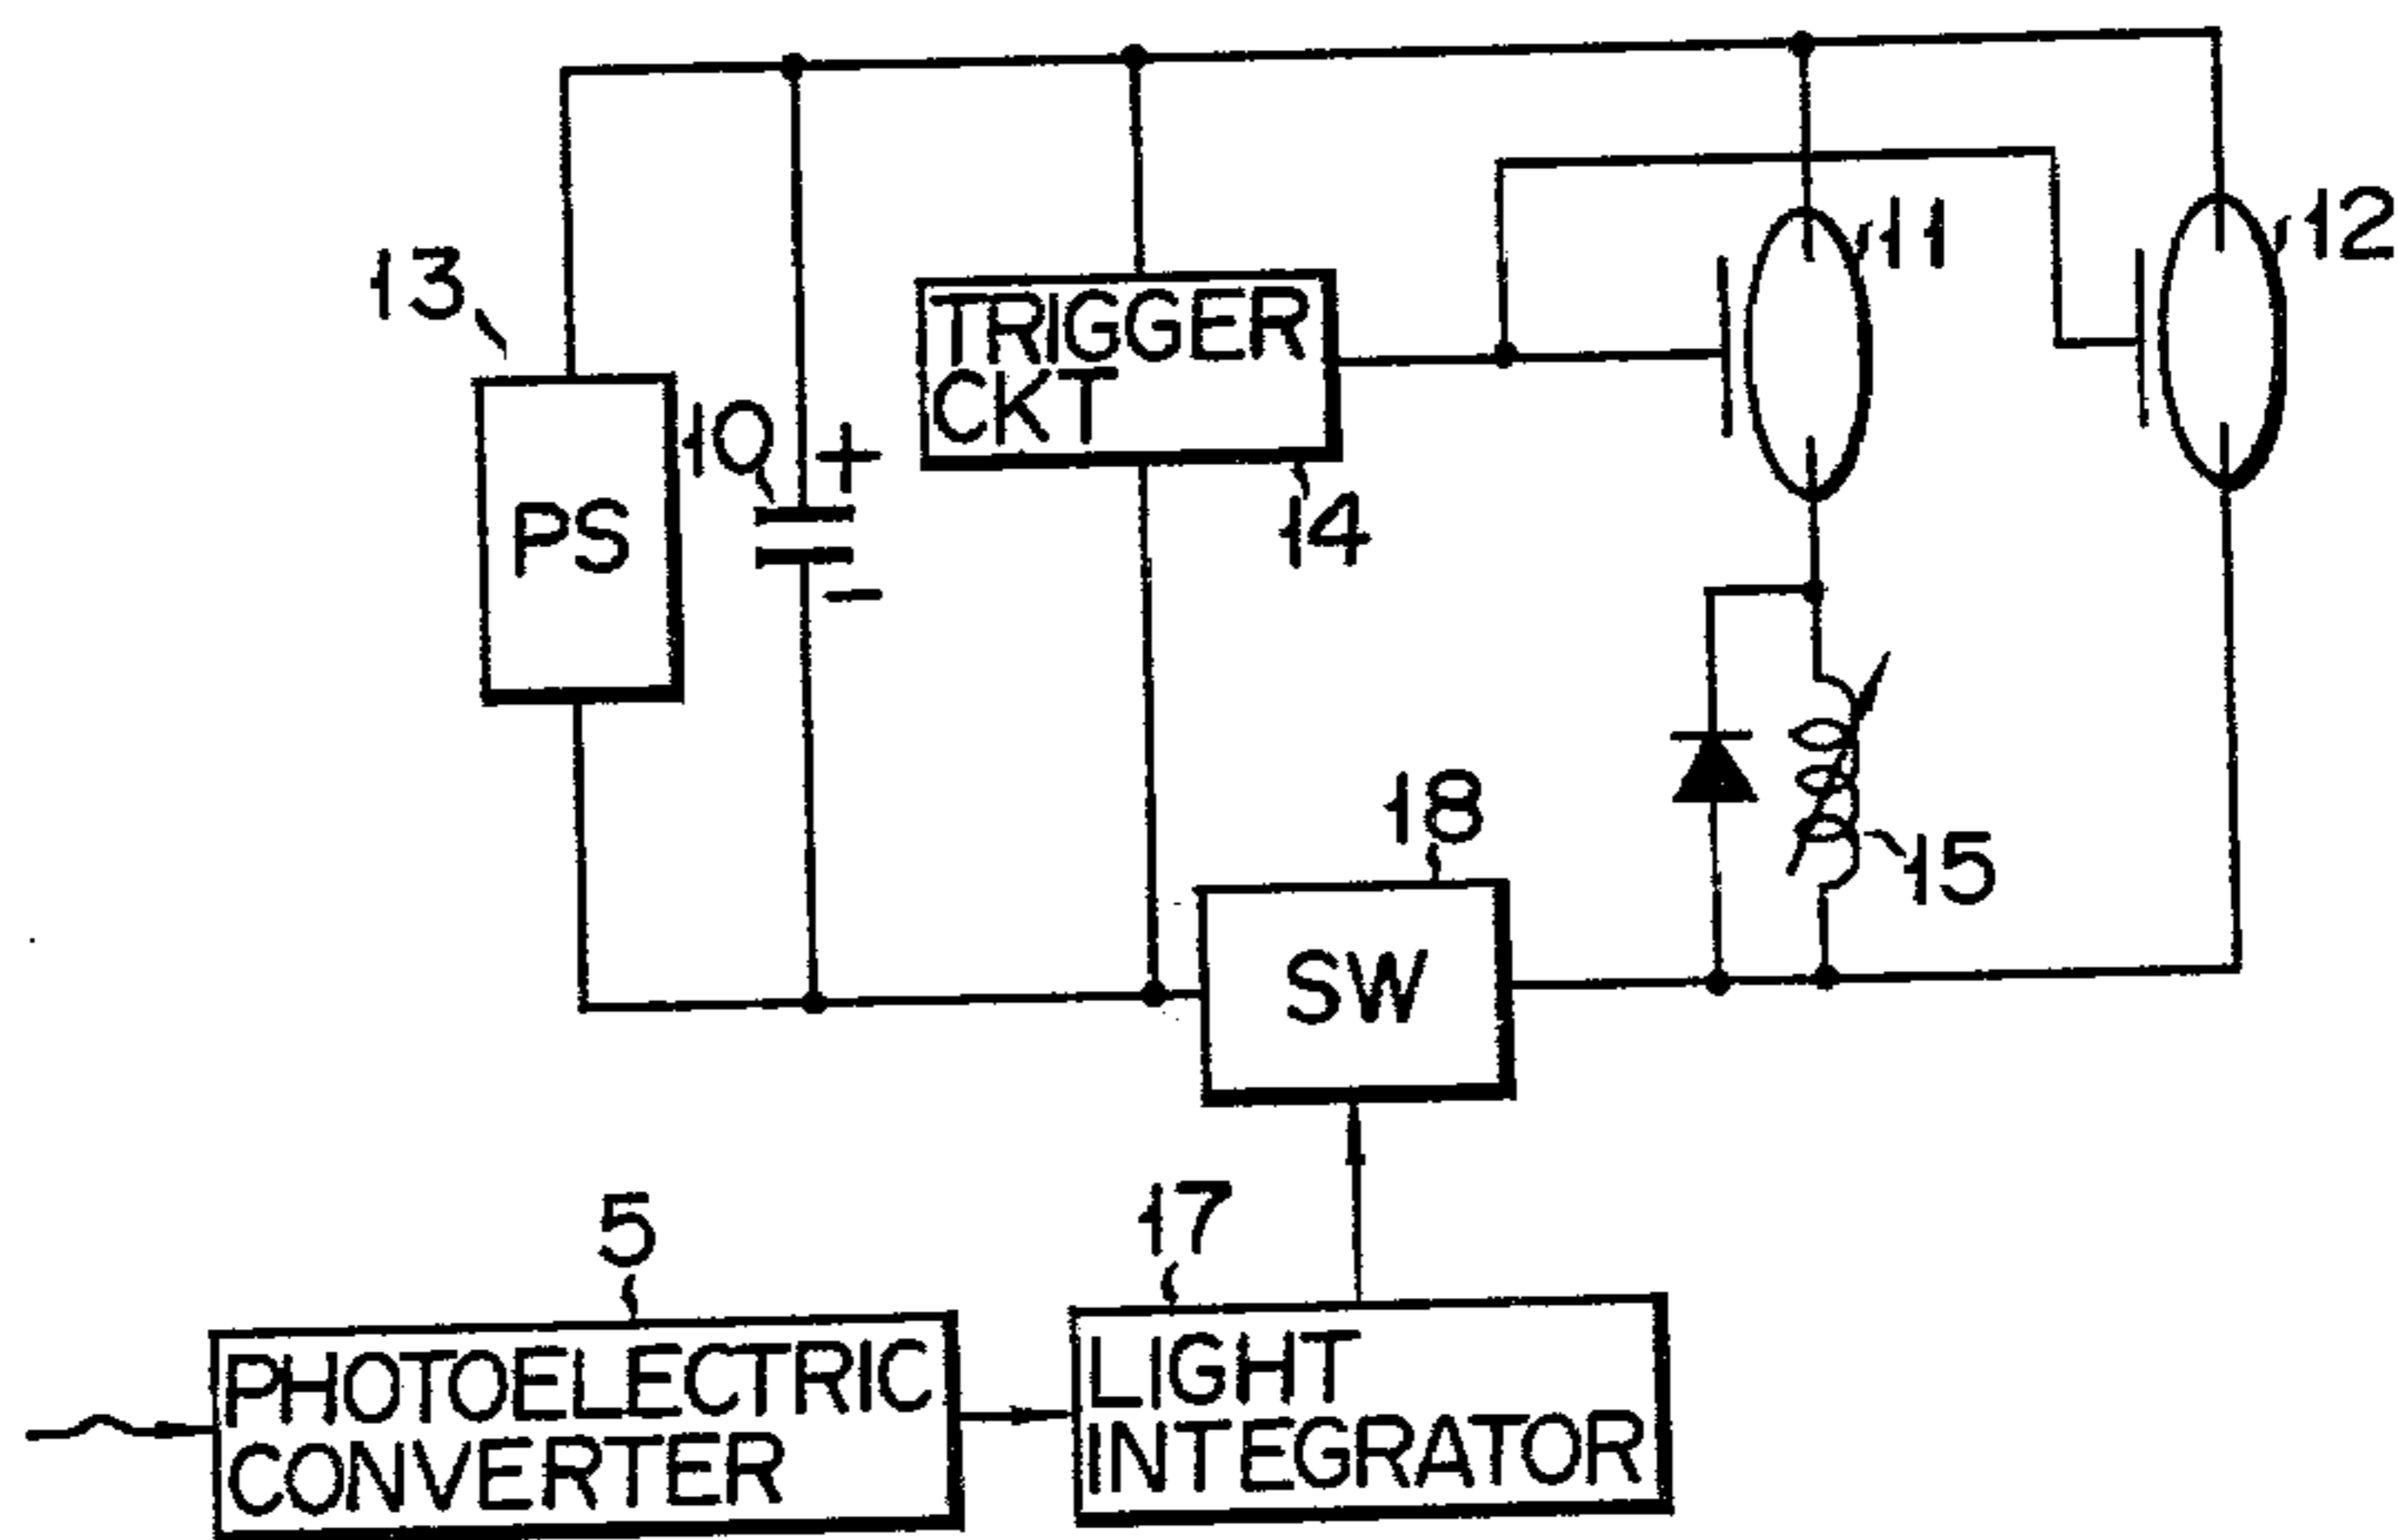 11
12
13
TRIGGER
CKT
10
+
PS
14
−
18
15
SW
5
17
PHOTOELECTRIC
CONVERTER
LIGHT
INTEGRATOR